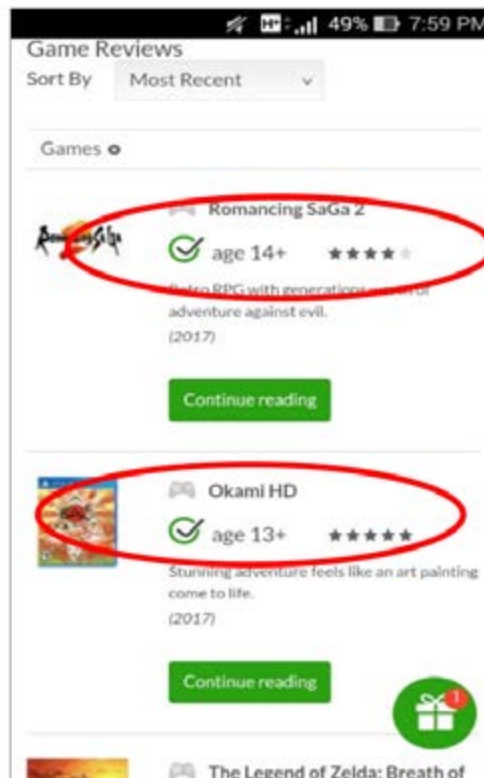 49% 7:59 PM
Game Reviews
Sort By Most Recent
Games
Romancing SaGa 2
age 14+
Retro RPG with generations worth of
adventure against evil.
(2017)
Continue reading
Okami HD
age 13+
Stunning adventure feels like an art painting
come to life.
(2017)
Continue reading
1
The Legend of Zelda: Breath of